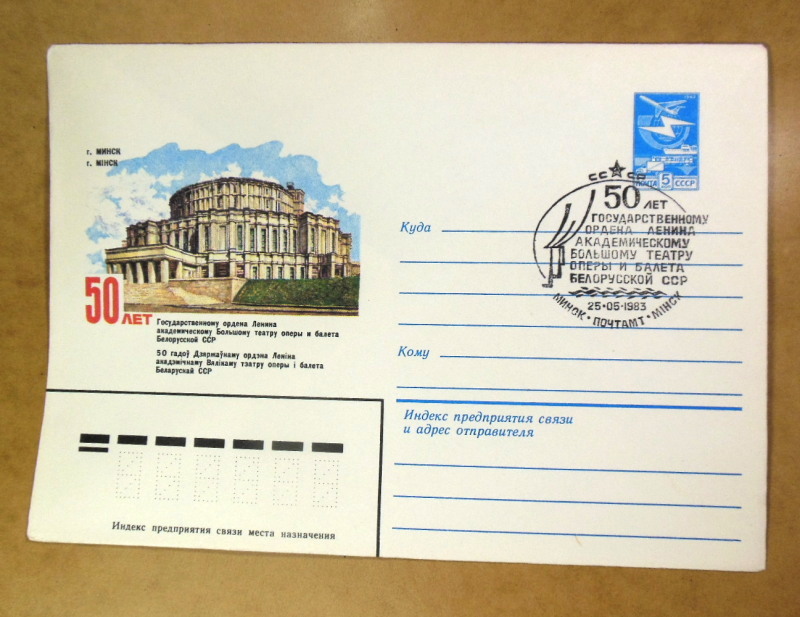 г. МИНСК
г. МІНСК
50 ЛЕТ
Государственному ордена Ленина
академическому Большому театру оперы и балета
Белорусской ССР
50 гадоў Дзяржаўнаму ордэна Леніна
акадэмічнаму Вялікаму тэатру оперы і балета
Беларускай ССР
ПОЧТА 5 СССР
СС СР
50 ЛЕТ
ГОСУДАРСТВЕННОМУ
ОРДЕНА ЛЕНИНА
АКАДЕМИЧЕСКОМУ
БОЛЬШОМУ ТЕАТРУ
ОПЕРЫ И БАЛЕТА
БЕЛОРУССКОЙ ССР
25-05-1983
МИНСК · ПОЧТАМТ · МІНСК
Куда
Кому
Индекс предприятия связи
и адрес отправителя
Индекс предприятия связи места назначения